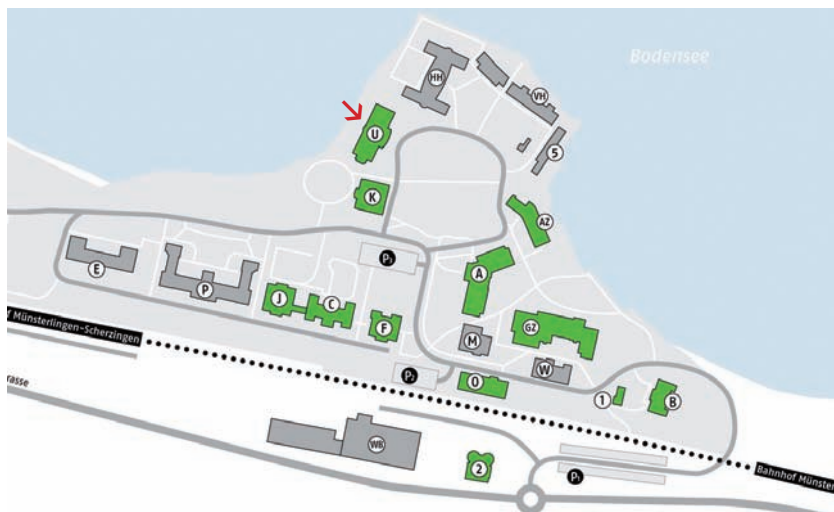 Bodensee
HH
VH
U
5
K
AZ
P3
A
E
P
J
C
F
GZ
M
W
f Münsterlingen-Scherzingen
P2
O
1
B
rasse
WB
2
P1
Bahnhof Münster